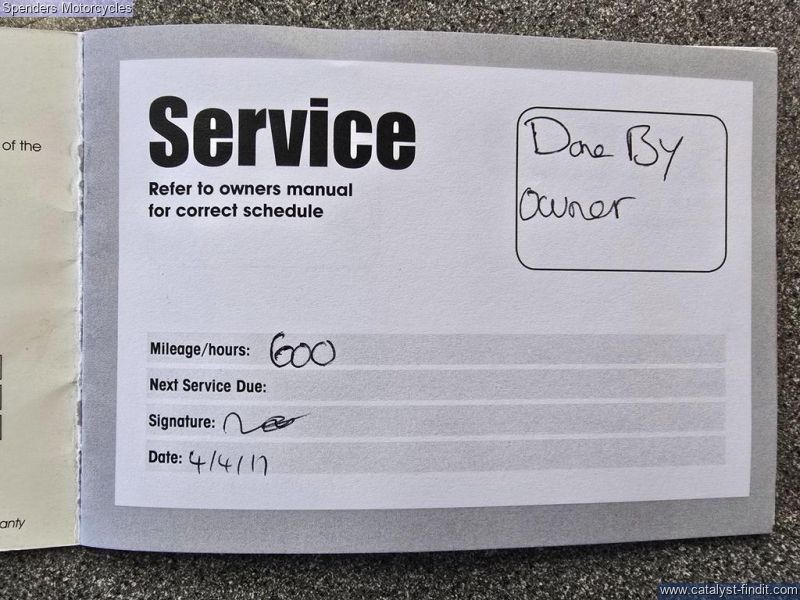 Spenders Motorcycles
of the
Service
Refer to owners manual
for correct schedule
Done By
owner
Mileage/hours: 600
Next Service Due:
Signature:
Date: 4/4/17
anty
www.catalyst-findit.com